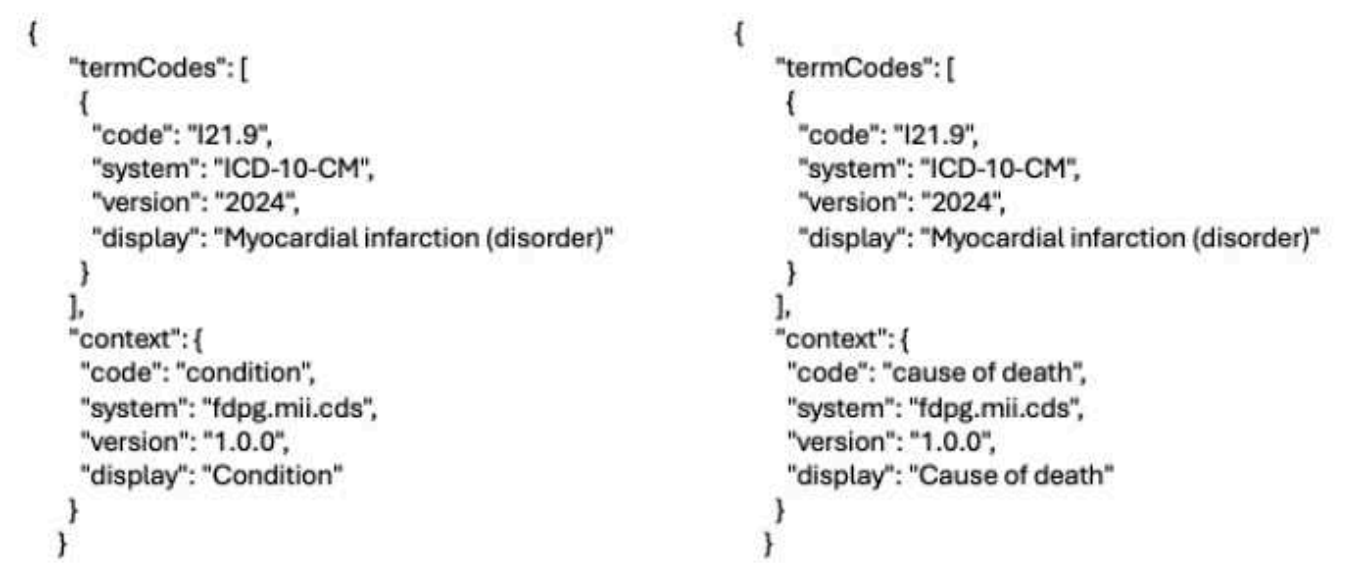 {
"termCodes": [
{
"code": "I21.9",
"system": "ICD-10-CM",
"version": "2024",
"display": "Myocardial infarction (disorder)"
}
],
"context": {
"code": "condition",
"system": "fdpg.mii.cds",
"version": "1.0.0",
"display": "Condition"
}
}
{
"termCodes": [
{
"code": "I21.9",
"system": "ICD-10-CM",
"version": "2024",
"display": "Myocardial infarction (disorder)"
}
],
"context": {
"code": "cause of death",
"system": "fdpg.mii.cds",
"version": "1.0.0",
"display": "Cause of death"
}
}